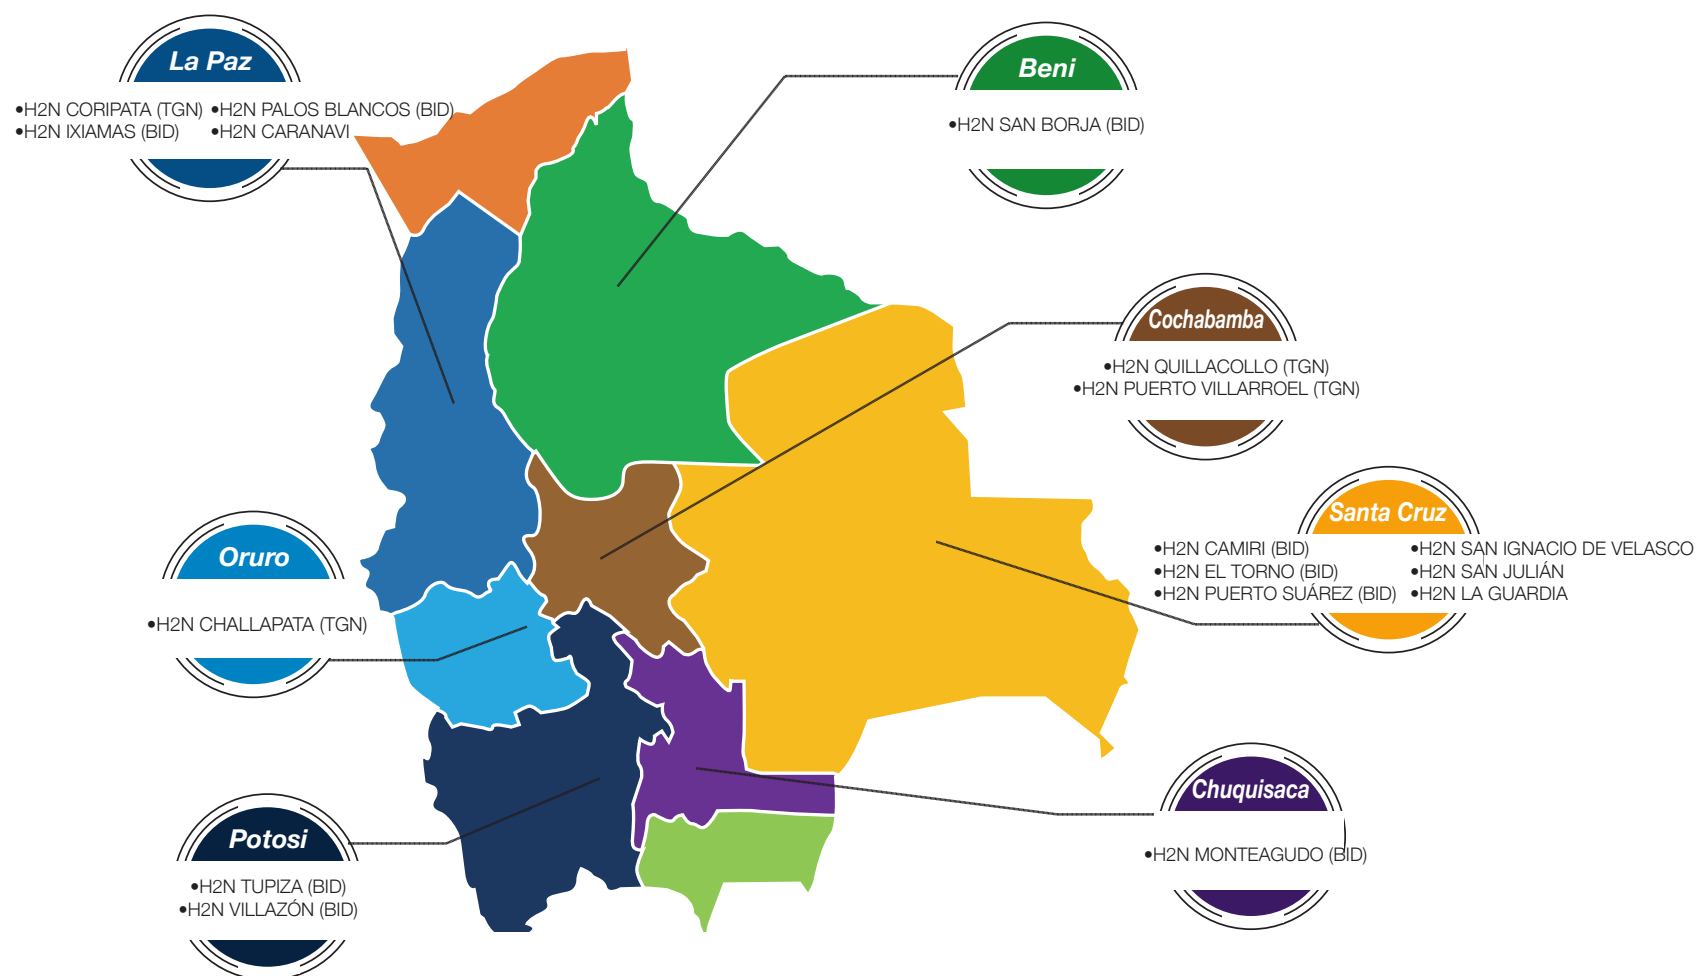 La Paz
•H2N CORIPATA (TGN) •H2N PALOS BLANCOS (BID)
•H2N IXIAMAS (BID) •H2N CARANAVI
Beni
•H2N SAN BORJA (BID)
Cochabamba
•H2N QUILLACOLLO (TGN)
•H2N PUERTO VILLARROEL (TGN)
Santa Cruz
•H2N CAMIRI (BID) •H2N SAN IGNACIO DE VELASCO
•H2N EL TORNO (BID) •H2N SAN JULIÁN
•H2N PUERTO SUÁREZ (BID) •H2N LA GUARDIA
Oruro
•H2N CHALLAPATA (TGN)
Chuquisaca
•H2N MONTEAGUDO (BID)
Potosi
•H2N TUPIZA (BID)
•H2N VILLAZÓN (BID)